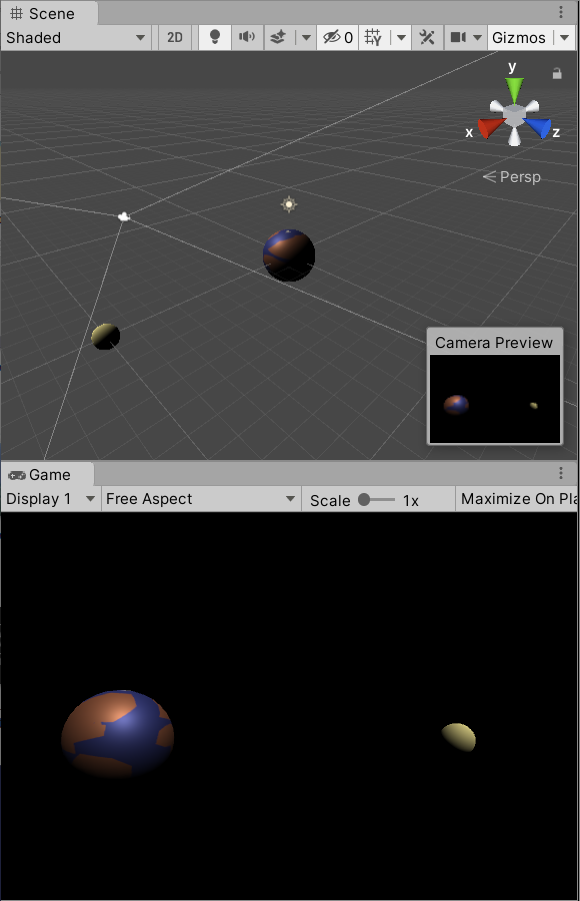 Scene
Shaded 2D 0 Gizmos
y
x z
Persp
Camera Preview
Game
Display 1 Free Aspect Scale 1x Maximize On Pla